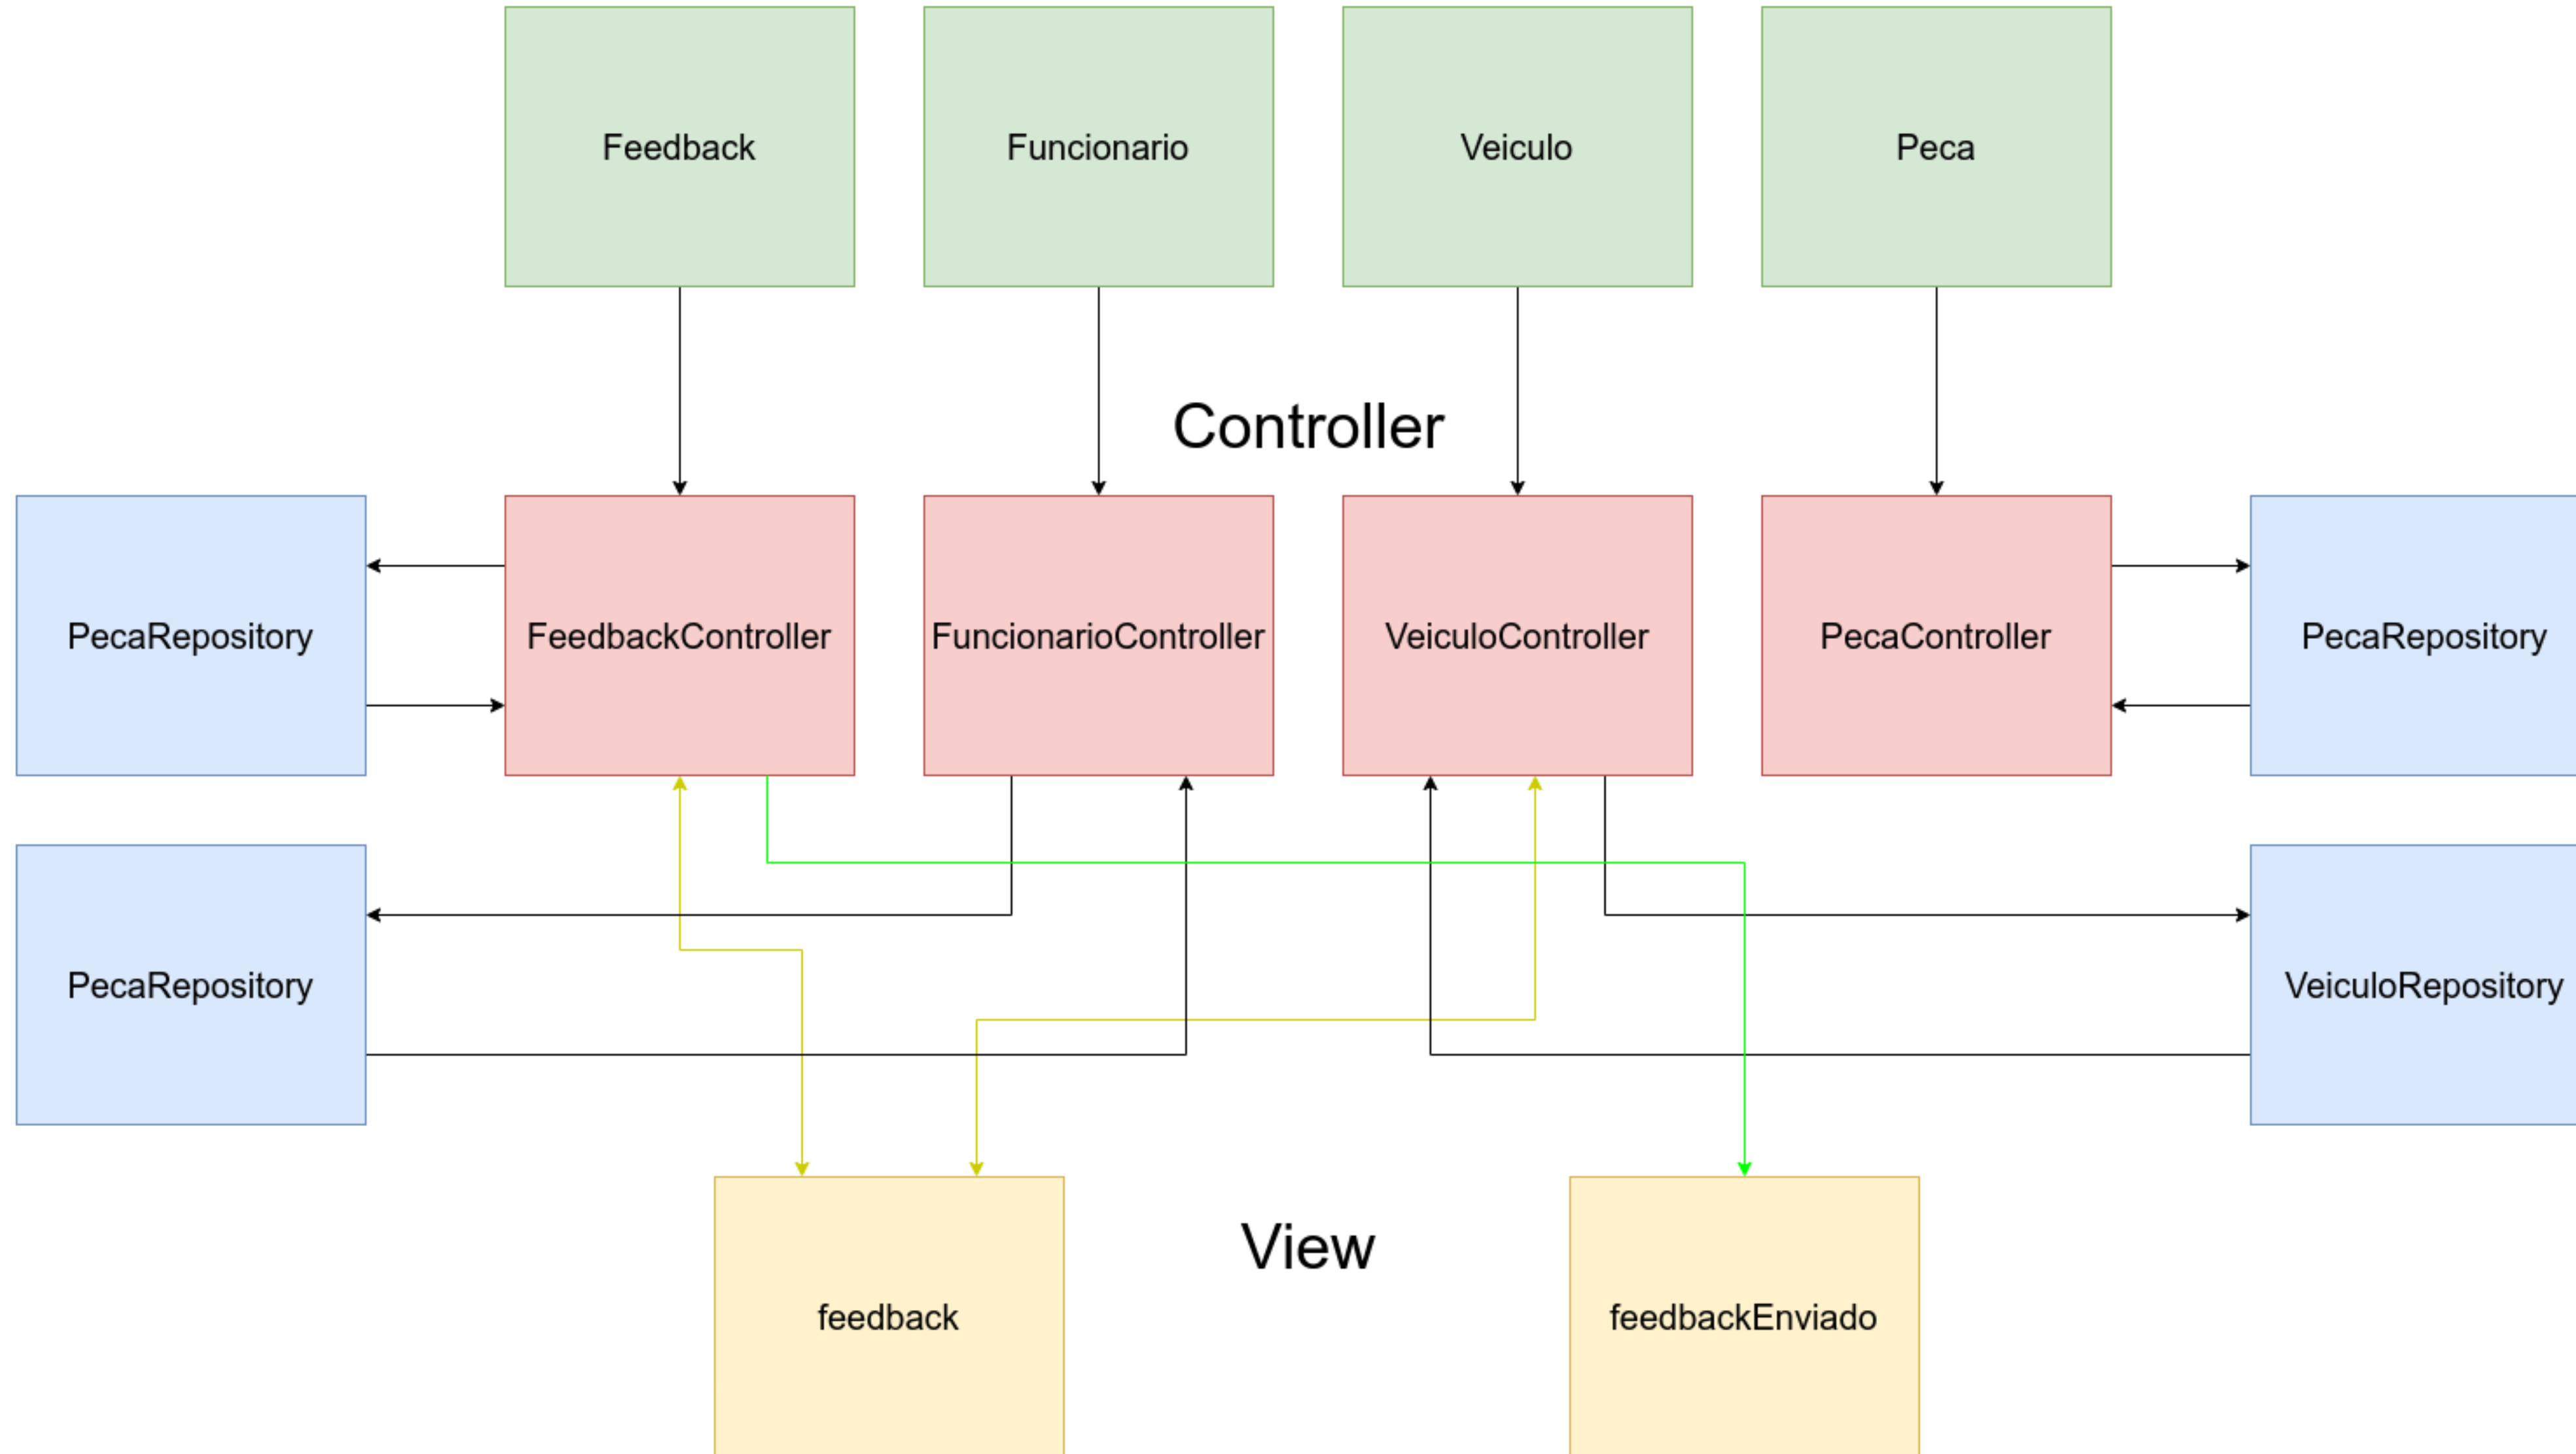 Feedback
Funcionario
Veiculo
Peca
Controller
PecaRepository
FeedbackController
FuncionarioController
VeiculoController
PecaController
PecaRepository
PecaRepository
VeiculoRepository
View
feedback
feedbackEnviado